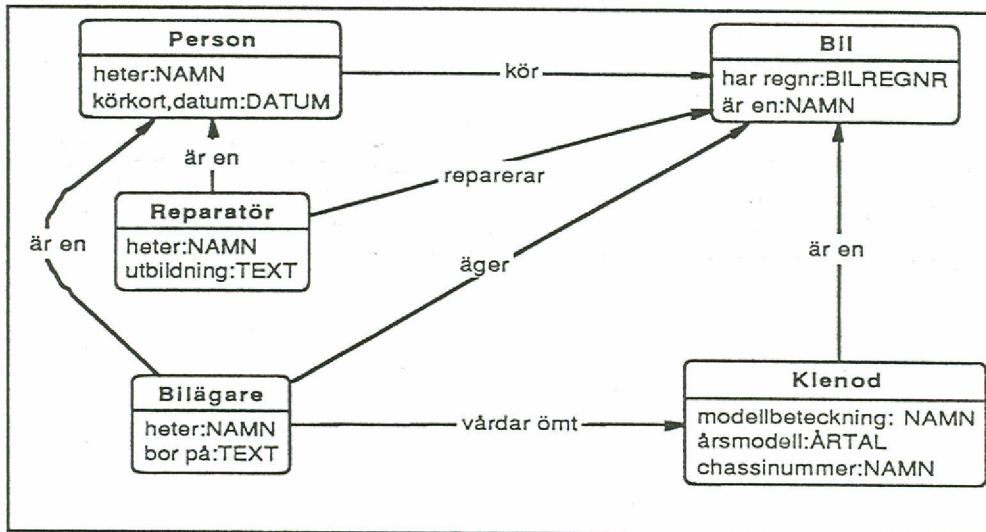 Person
heter:NAMN
körkort,datum:DATUM
kör
Bil
har regnr:BILREGNR
är en:NAMN
är en
reparerar
Reparatör
heter:NAMN
utbildning:TEXT
är en
äger
är en
Bilägare
heter:NAMN
bor på:TEXT
vårdar ömt
Klenod
modellbeteckning: NAMN
årsmodell:ÅRTAL
chassinummer:NAMN